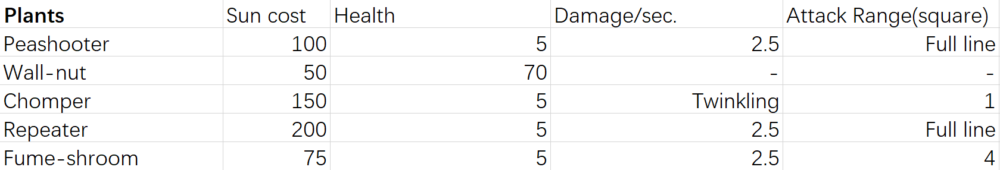 Plants Sun cost Health Damage/sec. Attack Range(square)
Peashooter 100 5 2.5 Full line
Wall-nut 50 70 - -
Chomper 150 5 Twinkling 1
Repeater 200 5 2.5 Full line
Fume-shroom 75 5 2.5 4